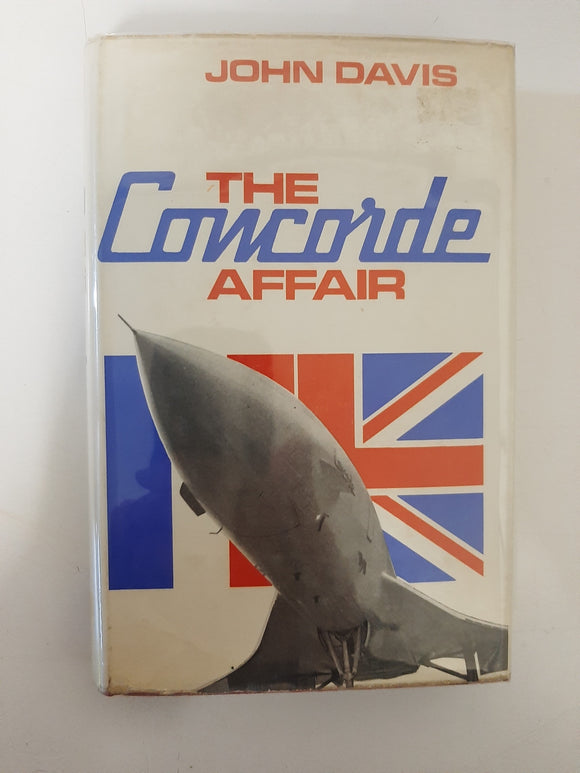 JOHN DAVIS
THE
Concorde
AFFAIR